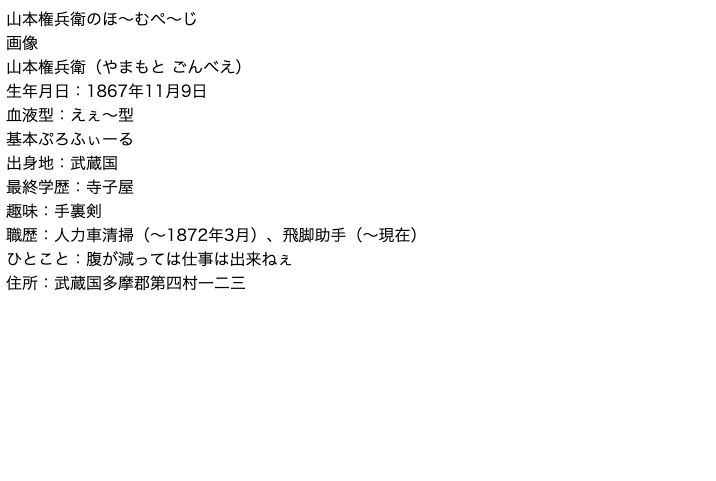 山本権兵衛のほ〜むぺ〜じ
画像
山本権兵衛（やまもと ごんべえ）
生年月日：1867年11月9日
血液型：えぇ〜型
基本ぷろふぃーる
出身地：武蔵国
最終学歴：寺子屋
趣味：手裏剣
職歴：人力車清掃（〜1872年3月）、飛脚助手（〜現在）
ひとこと：腹が減っては仕事は出来ねぇ
住所：武蔵国多摩郡第四村一二三